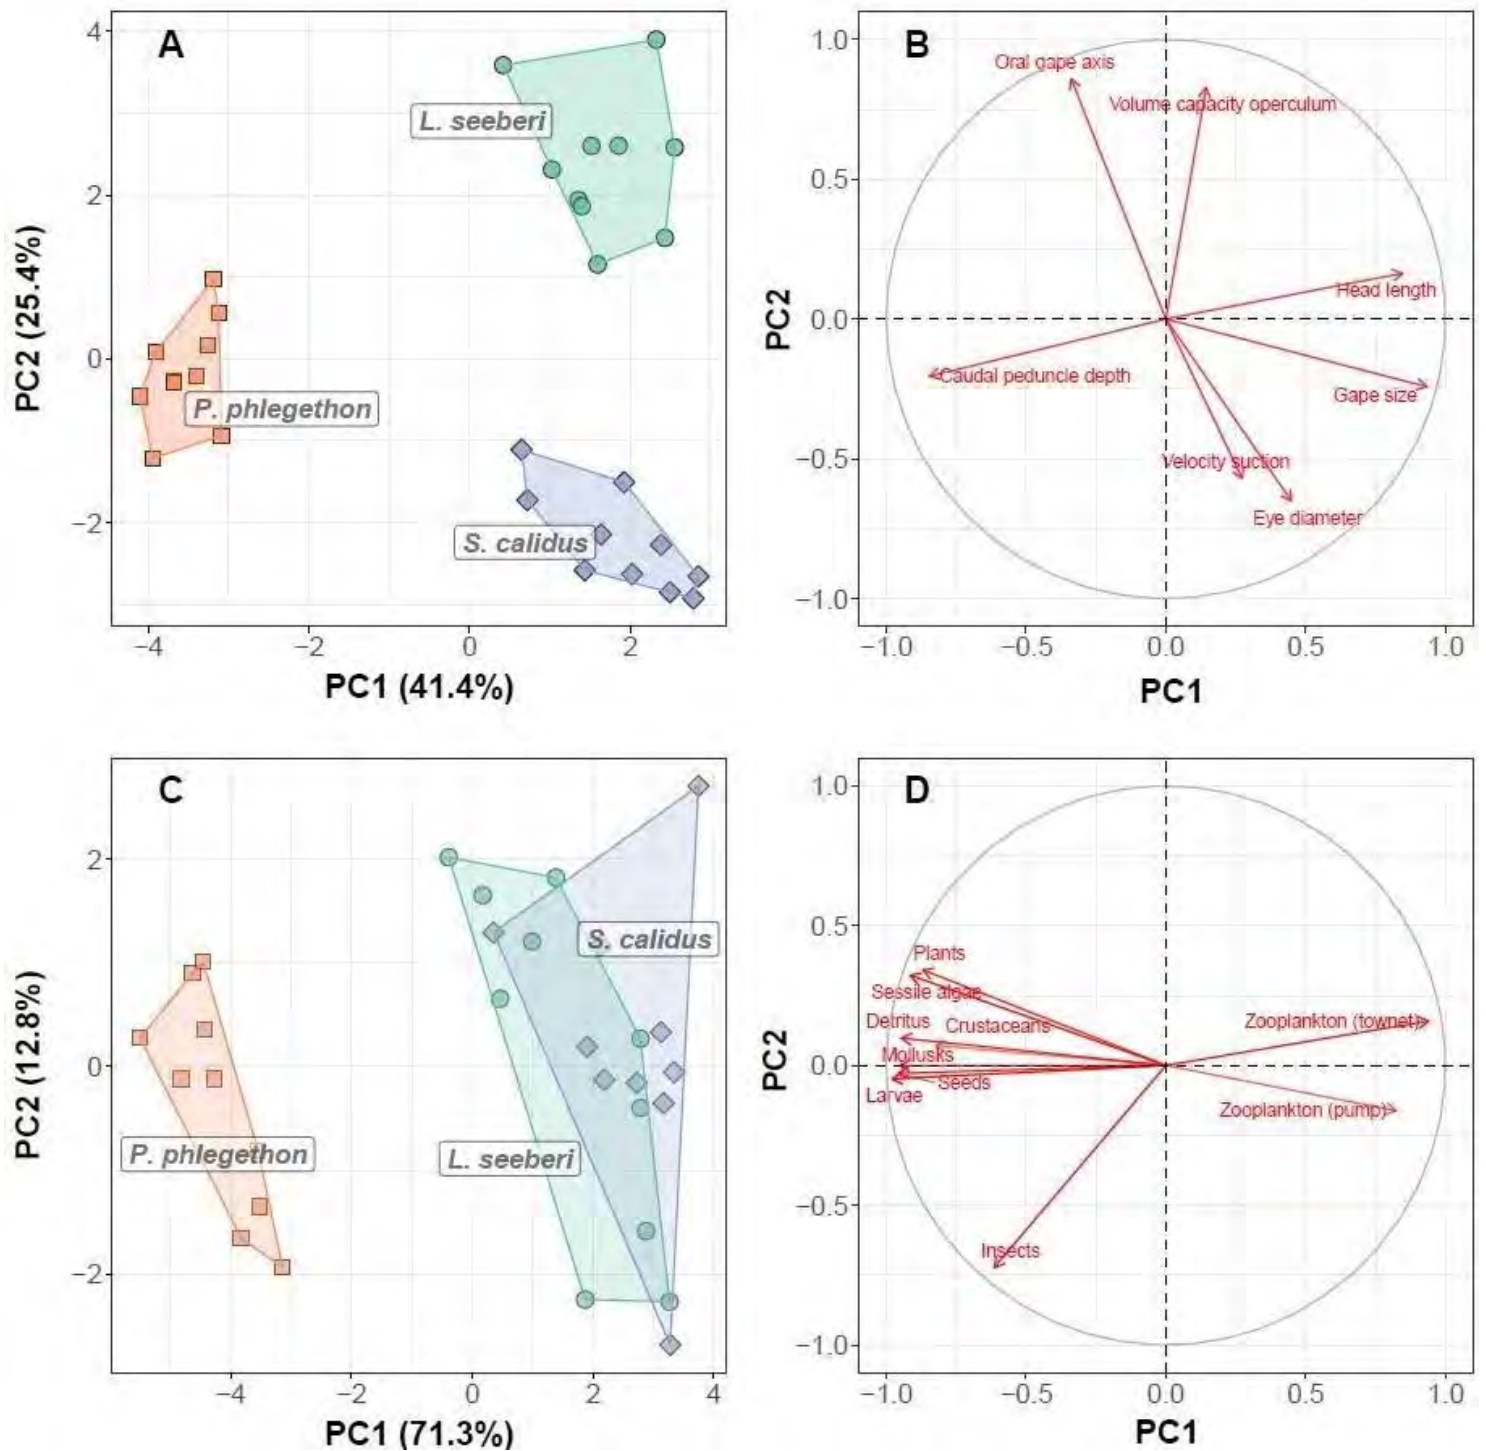 A
4
2
0
−2
PC2 (25.4%)
L. seeberi
P. phlegethon
S. calidus
−4
−2
0
2
PC1 (41.4%)
B
1.0
0.5
0.0
−0.5
−1.0
PC2
Oral gape axis
Volume capacity operculum
Head length
Caudal peduncle depth
Gape size
Velocity suction
Eye diameter
−1.0
−0.5
0.0
0.5
1.0
PC1
C
2
0
−2
PC2 (12.8%)
S. calidus
P. phlegethon
L. seeberi
−4
−2
0
2
4
PC1 (71.3%)
D
1.0
0.5
0.0
−0.5
−1.0
PC2
Plants
Sessile algae
Detritus
Crustaceans
Zooplankton (townet)
Mollusks
Seeds
Larvae
Zooplankton (pump)
Insects
−1.0
−0.5
0.0
0.5
1.0
PC1